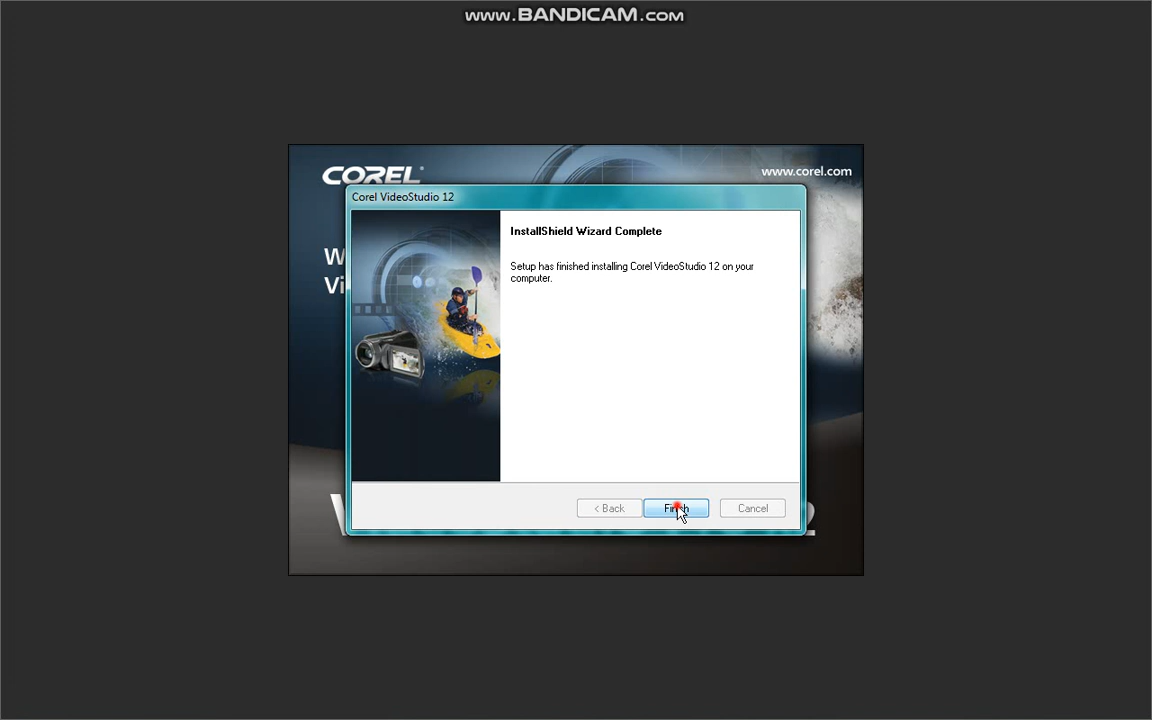 www.BANDICAM.com
COREL
www.corel.com
Corel VideoStudio 12
InstallShield Wizard Complete
Setup has finished installing Corel VideoStudio 12 on your
computer.
< Back
Finish
Cancel